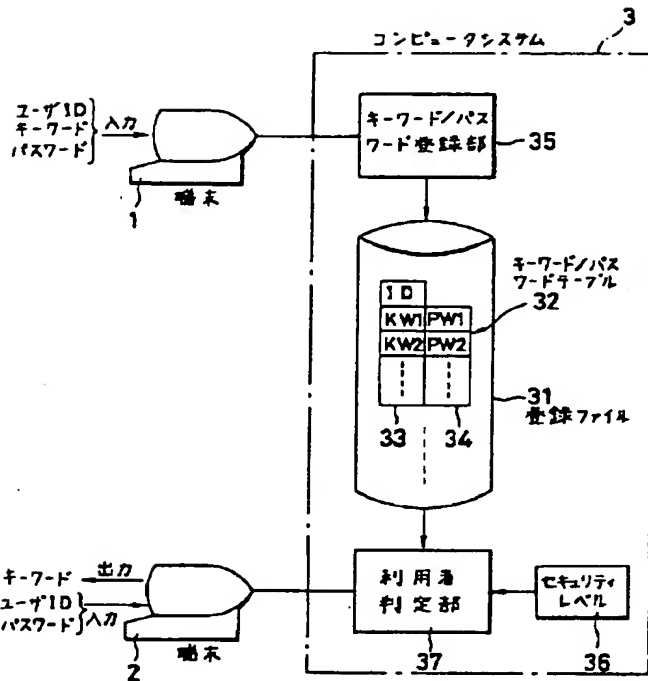 3
コンピュータシステム
ユーザID
キーワード
パスワード
入力
1
端末
キーワード/パス
ワード登録部
35
キーワード/パス
ワードテーブル
32
ID
KW1 PW1
KW2 PW2
33 34
31
登録ファイル
キーワード
出力
ユーザID
パスワード
入力
2
端末
利用者
判定部
37
セキュリティ
レベル
36